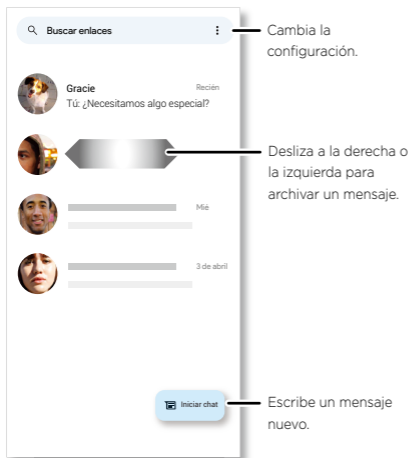 Buscar enlaces
Cambia la
configuración.
Gracie
Recién
Tú: ¿Necesitamos algo especial?
Desliza a la derecha o
la izquierda para
archivar un mensaje.
Mié
3 de abril
Iniciar chat
Escribe un mensaje
nuevo.